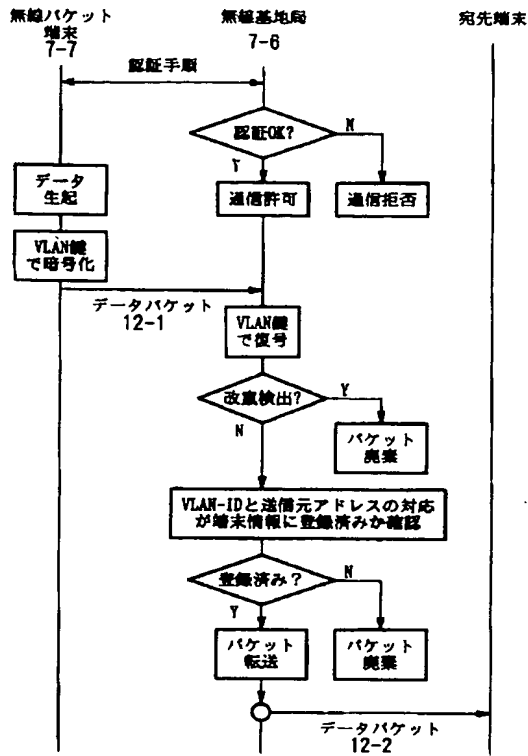 無線パケット
端末
7-7
無線基地局
7-6
宛先端末
認証手順
認証OK?
N
Y
データ
生起
通信許可
通信拒否
VLAN鍵
で暗号化
データパケット
12-1
VLAN鍵
で復号
改竄検出?
Y
N
パケット
廃棄
VLAN-IDと送信元アドレスの対応
が端末情報に登録済みか確認
登録済み?
N
Y
パケット
転送
パケット
廃棄
データパケット
12-2